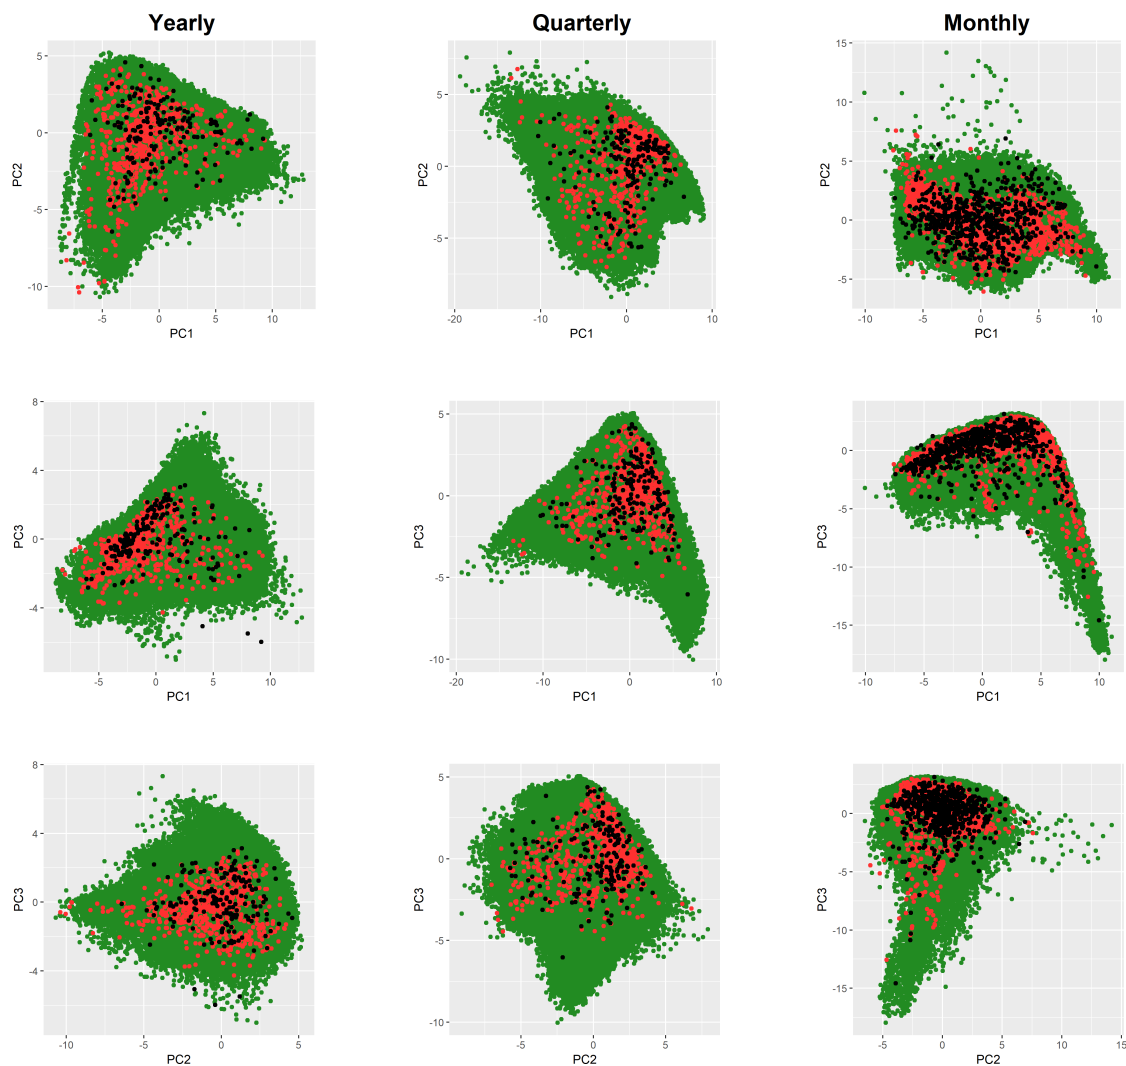 Yearly Quarterly Monthly
5 0 -5 -10
PC2
-5 0 5 10
PC1
5 0 -5
PC2
-20 -10 0 10
PC1
15 10 5 0 -5
PC2
-10 -5 0 5 10
PC1
8 4 0 -4
PC3
-5 0 5 10
PC1
5 0 -5 -10
PC3
-20 -10 0 10
PC1
0 -5 -10 -15
PC3
-10 -5 0 5 10
PC1
8 4 0 -4
PC3
-10 -5 0 5
PC2
5 0 -5 -10
PC3
-5 0 5
PC2
0 -5 -10 -15
PC3
-5 0 5 10 15
PC2